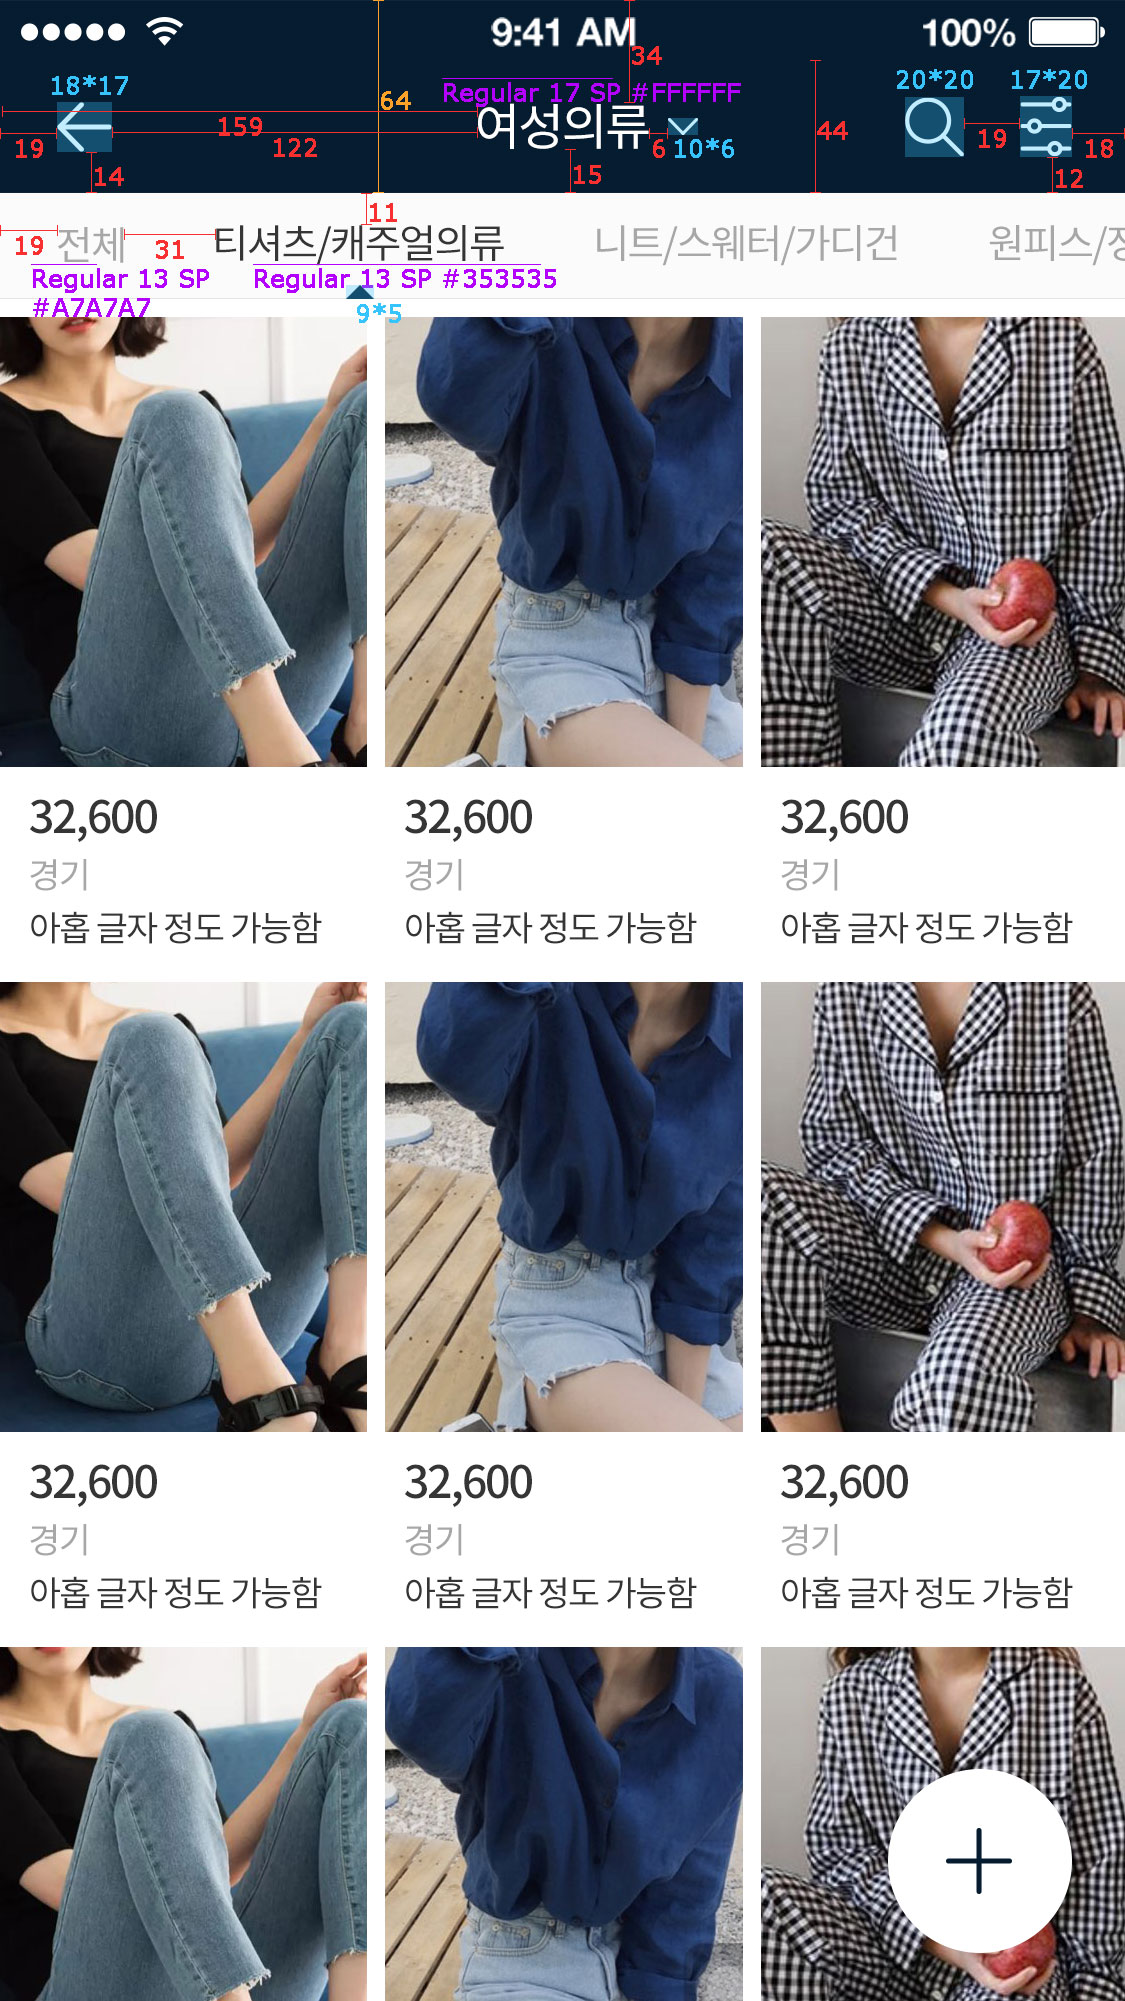 9:41 AM 100%
34
18*17 Regular 17 SP #FFFFFF 20*20 17*20
64
159 여성의류 44
19 122 6 10*6 19 18
14 15 12
11
19 전체 31 티셔츠/캐주얼의류 니트/스웨터/가디건 원피스/정
Regular 13 SP Regular 13 SP #353535
#A7A7A7 9*5
32,600 32,600 32,600
경기 경기 경기
아홉 글자 정도 가능함 아홉 글자 정도 가능함 아홉 글자 정도 가능함
32,600 32,600 32,600
경기 경기 경기
아홉 글자 정도 가능함 아홉 글자 정도 가능함 아홉 글자 정도 가능함